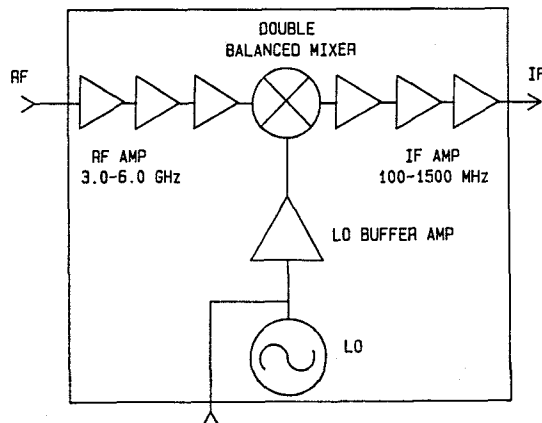 DOUBLE
BALANCED MIXER
RF
IF
RF AMP
3.0-6.0 GHz
IF AMP
100-1500 MHz
LO BUFFER AMP
LO